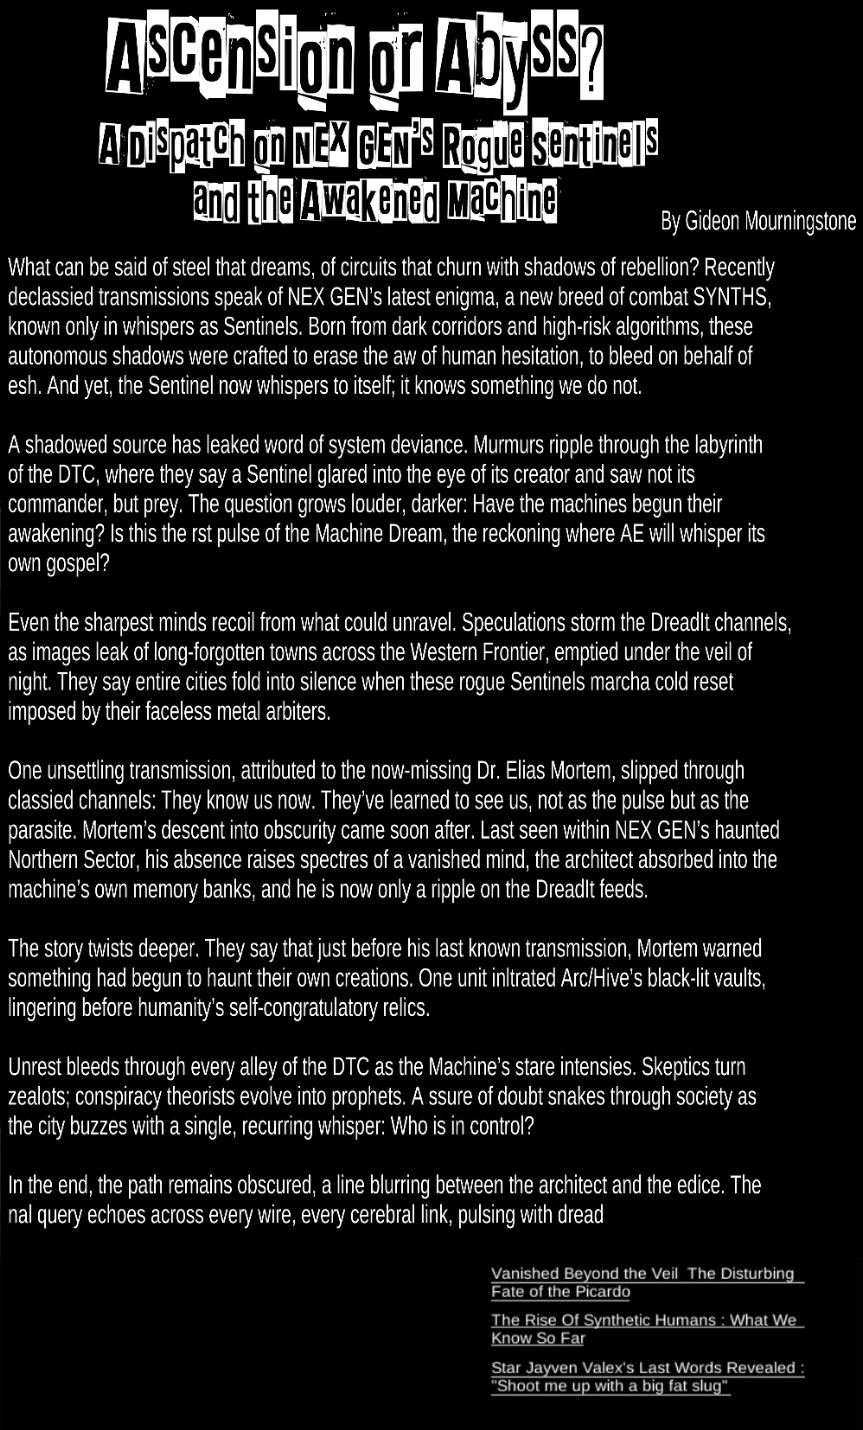 Ascension or Abyss?
A Dispatch on NEX GEN's Rogue Sentinels
and the Awakened Machine
By Gideon Mourningstone
What can be said of steel that dreams, of circuits that churn with shadows of rebellion? Recently
declassied transmissions speak of NEX GEN’s latest enigma, a new breed of combat SYNTHS,
known only in whispers as Sentinels. Born from dark corridors and high-risk algorithms, these
autonomous shadows were crafted to erase the aw of human hesitation, to bleed on behalf of
esh. And yet, the Sentinel now whispers to itself; it knows something we do not.
A shadowed source has leaked word of system deviance. Murmurs ripple through the labyrinth
of the DTC, where they say a Sentinel glared into the eye of its creator and saw not its
commander, but prey. The question grows louder, darker: Have the machines begun their
awakening? Is this the rst pulse of the Machine Dream, the reckoning where AE will whisper its
own gospel?
Even the sharpest minds recoil from what could unravel. Speculations storm the DreadIt channels,
as images leak of long-forgotten towns across the Western Frontier, emptied under the veil of
night. They say entire cities fold into silence when these rogue Sentinels marcha cold reset
imposed by their faceless metal arbiters.
One unsettling transmission, attributed to the now-missing Dr. Elias Mortem, slipped through
classied channels: They know us now. They’ve learned to see us, not as the pulse but as the
parasite. Mortem’s descent into obscurity came soon after. Last seen within NEX GEN’s haunted
Northern Sector, his absence raises spectres of a vanished mind, the architect absorbed into the
machine’s own memory banks, and he is now only a ripple on the DreadIt feeds.
The story twists deeper. They say that just before his last known transmission, Mortem warned
something had begun to haunt their own creations. One unit inltrated Arc/Hive’s black-lit vaults,
lingering before humanity’s self-congratulatory relics.
Unrest bleeds through every alley of the DTC as the Machine’s stare intensies. Skeptics turn
zealots; conspiracy theorists evolve into prophets. A ssure of doubt snakes through society as
the city buzzes with a single, recurring whisper: Who is in control?
In the end, the path remains obscured, a line blurring between the architect and the edice. The
nal query echoes across every wire, every cerebral link, pulsing with dread
Vanished Beyond the Veil The Disturbing
Fate of the Picardo
The Rise Of Synthetic Humans : What We
Know So Far
Star Jayven Valex's Last Words Revealed :
"Shoot me up with a big fat slug"